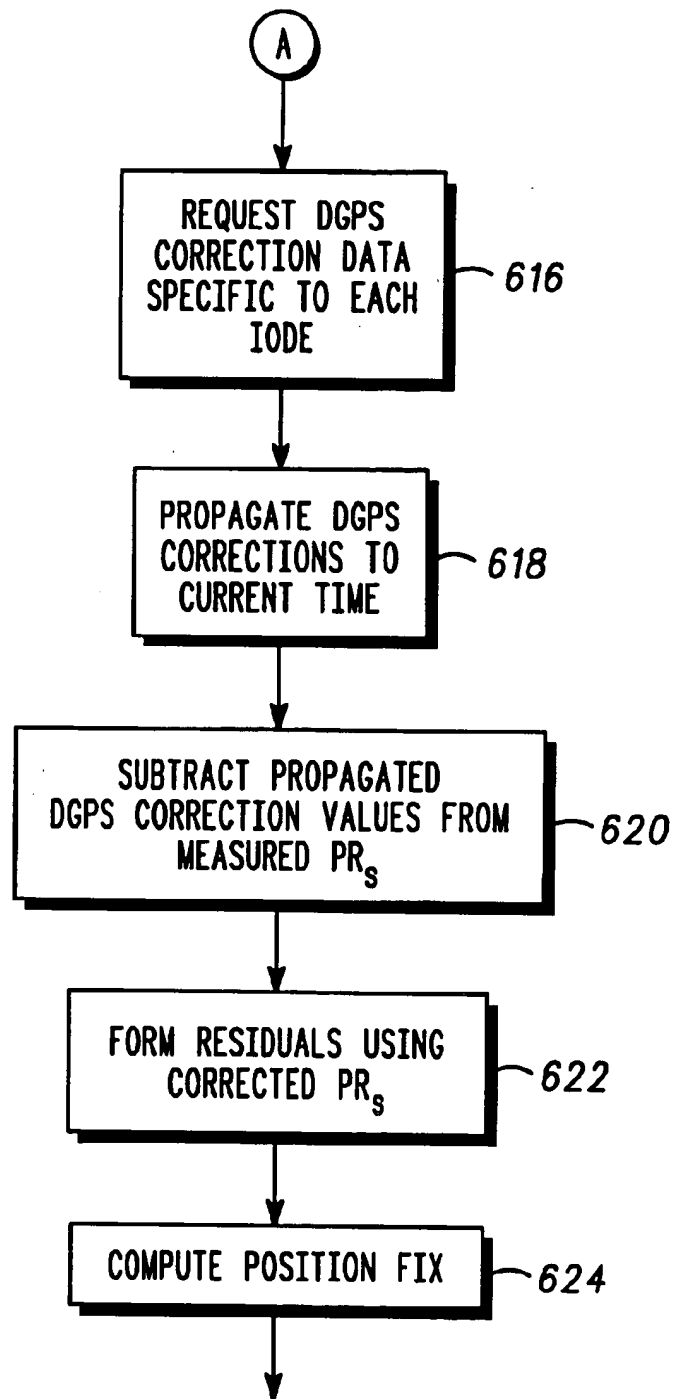 A
REQUEST DGPS
CORRECTION DATA
SPECIFIC TO EACH
IODE
616
PROPAGATE DGPS
CORRECTIONS TO
CURRENT TIME
618
SUBTRACT PROPAGATED
DGPS CORRECTION VALUES FROM
MEASURED PRs
620
FORM RESIDUALS USING
CORRECTED PRs
622
COMPUTE POSITION FIX
624